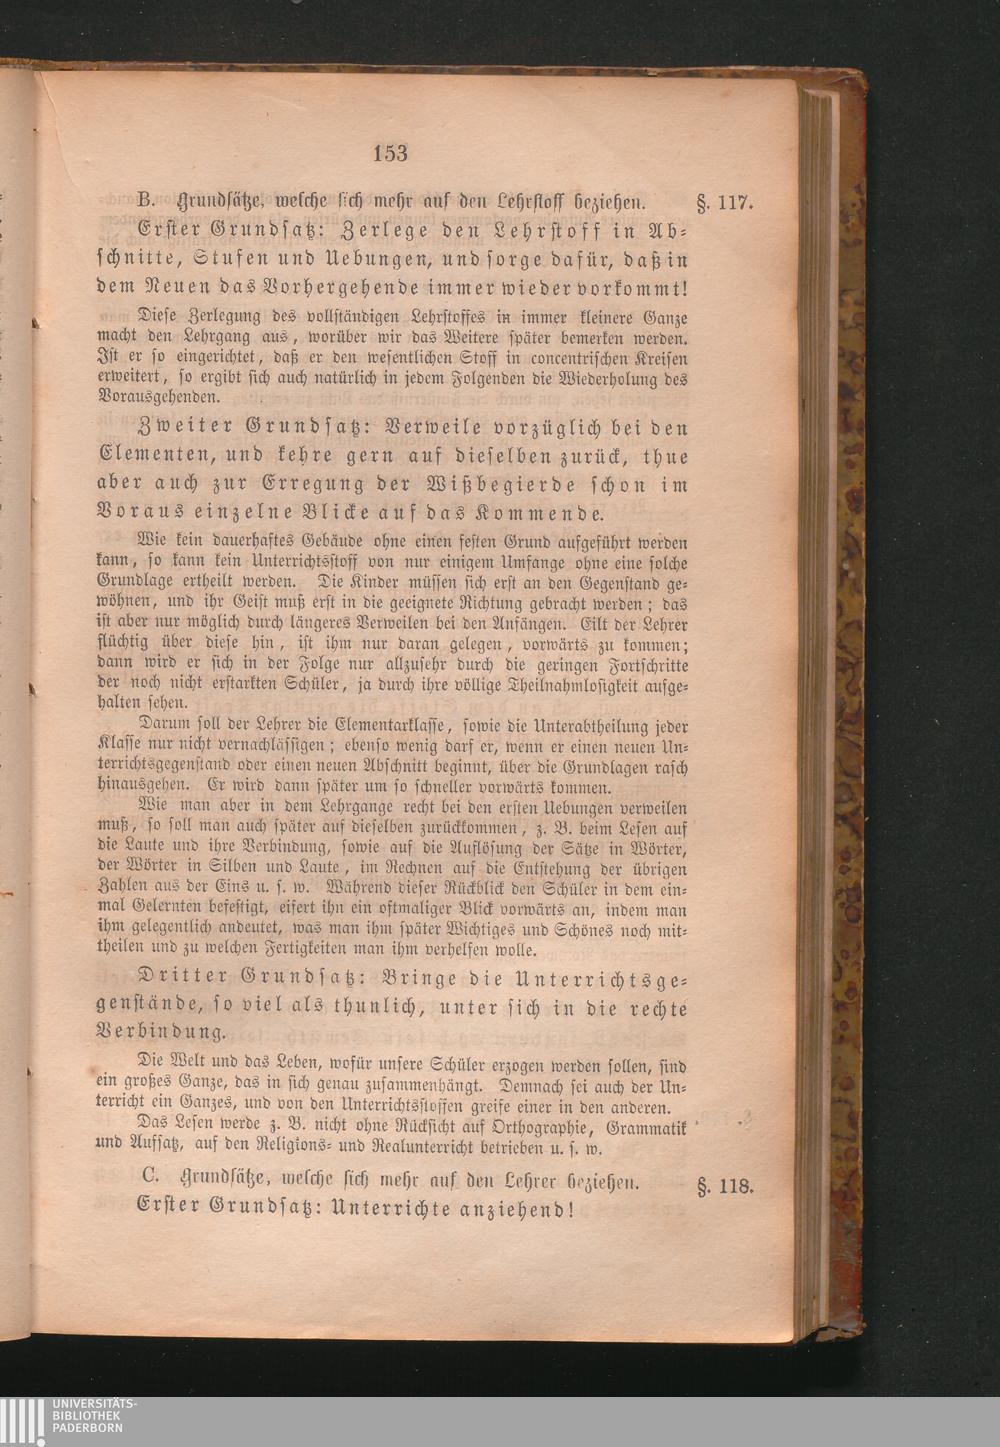 153
B. Grundsätze, welche sich mehr auf den Lehrstoff beziehen. §. 117.
Erster Grundsatz: Zerlege den Lehrstoff in Ab-
schnitte, Stufen und Uebungen, und sorge dafür, daß in
dem Neuen das Vorhergehende immer wieder vorkommt!
Diese Zerlegung des vollständigen Lehrstoffes in immer kleinere Ganze
macht den Lehrgang aus, worüber wir das Weitere später bemerken werden.
Ist er so eingerichtet, daß er den wesentlichen Stoff in concentrischen Kreisen
erweitert, so ergibt sich auch natürlich in jedem Folgenden die Wiederholung des
Vorausgehenden.
Zweiter Grundsatz: Verweile vorzüglich bei den
Elementen, und kehre gern auf dieselben zurück, thue
aber auch zur Erregung der Wißbegierde schon im
Voraus einzelne Blicke auf das Kommende.
Wie kein dauerhaftes Gebäude ohne einen festen Grund aufgeführt werden
kann, so kann kein Unterrichtsstoff von nur einigem Umfange ohne eine solche
Grundlage ertheilt werden. Die Kinder müssen sich erst an den Gegenstand ge-
wöhnen, und ihr Geist muß erst in die geeignete Richtung gebracht werden; das
ist aber nur möglich durch längeres Verweilen bei den Anfängen. Eilt der Lehrer
flüchtig über diese hin, ist ihm nur daran gelegen, vorwärts zu kommen;
dann wird er sich in der Folge nur allzusehr durch die geringen Fortschritte
der noch nicht erstarkten Schüler, ja durch ihre völlige Theilnahmlosigkeit aufge-
halten sehen.
Darum soll der Lehrer die Elementarklasse, sowie die Unterabtheilung jeder
Klasse nur nicht vernachlässigen; ebenso wenig darf er, wenn er einen neuen Un-
terrichtsgegenstand oder einen neuen Abschnitt beginnt, über die Grundlagen rasch
hinausgehen. Er wird dann später um so schneller vorwärts kommen.
Wie man aber in dem Lehrgange recht bei den ersten Uebungen verweilen
muß, so soll man auch später auf dieselben zurückkommen, z. B. beim Lesen auf
die Laute und ihre Verbindung, sowie auf die Auflösung der Sätze in Wörter,
der Wörter in Silben und Laute, im Rechnen auf die Entstehung der übrigen
Zahlen aus der Eins u. s. w. Während dieser Rückblick den Schüler in dem ein-
mal Gelernten befestigt, eifert ihn ein oftmaliger Blick vorwärts an, indem man
ihm gelegentlich andeutet, was man ihm später Wichtiges und Schönes noch mit-
theilen und zu welchen Fertigkeiten man ihm verhelfen wolle.
Dritter Grundsatz: Bringe die Unterrichtsge-
genstände, so viel als thunlich, unter sich in die rechte
Verbindung.
Die Welt und das Leben, wofür unsere Schüler erzogen werden sollen, sind
ein großes Ganze, das in sich genau zusammenhängt. Demnach sei auch der Un-
terricht ein Ganzes, und von den Unterrichtsstoffen greife einer in den anderen.
Das Lesen werde z. B. nicht ohne Rücksicht auf Orthographie, Grammatik
und Aufsatz, auf den Religions- und Realunterricht betrieben u. s. w.
C. Grundsätze, welche sich mehr auf den Lehrer beziehen. §. 118.
Erster Grundsatz: Unterrichte anziehend!
UNIVERSITÄTS-
BIBLIOTHEK
PADERBORN